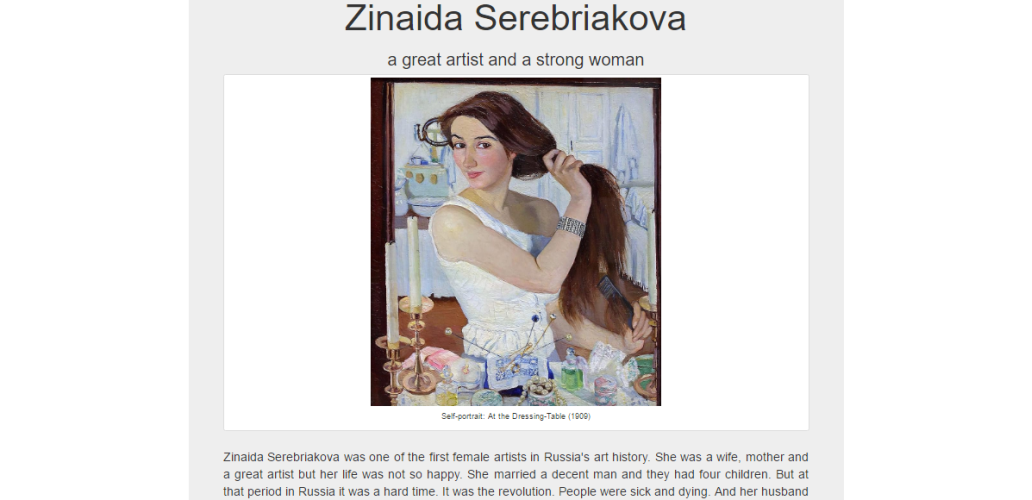 Zinaida Serebriakova
a great artist and a strong woman
Self-portrait: At the Dressing-Table (1909)
Zinaida Serebriakova was one of the first female artists in Russia's art history. She was a wife, mother and
a great artist but her life was not so happy. She married a decent man and they had four children. But at
that period in Russia it was a hard time. It was the revolution. People were sick and dying. And her husband